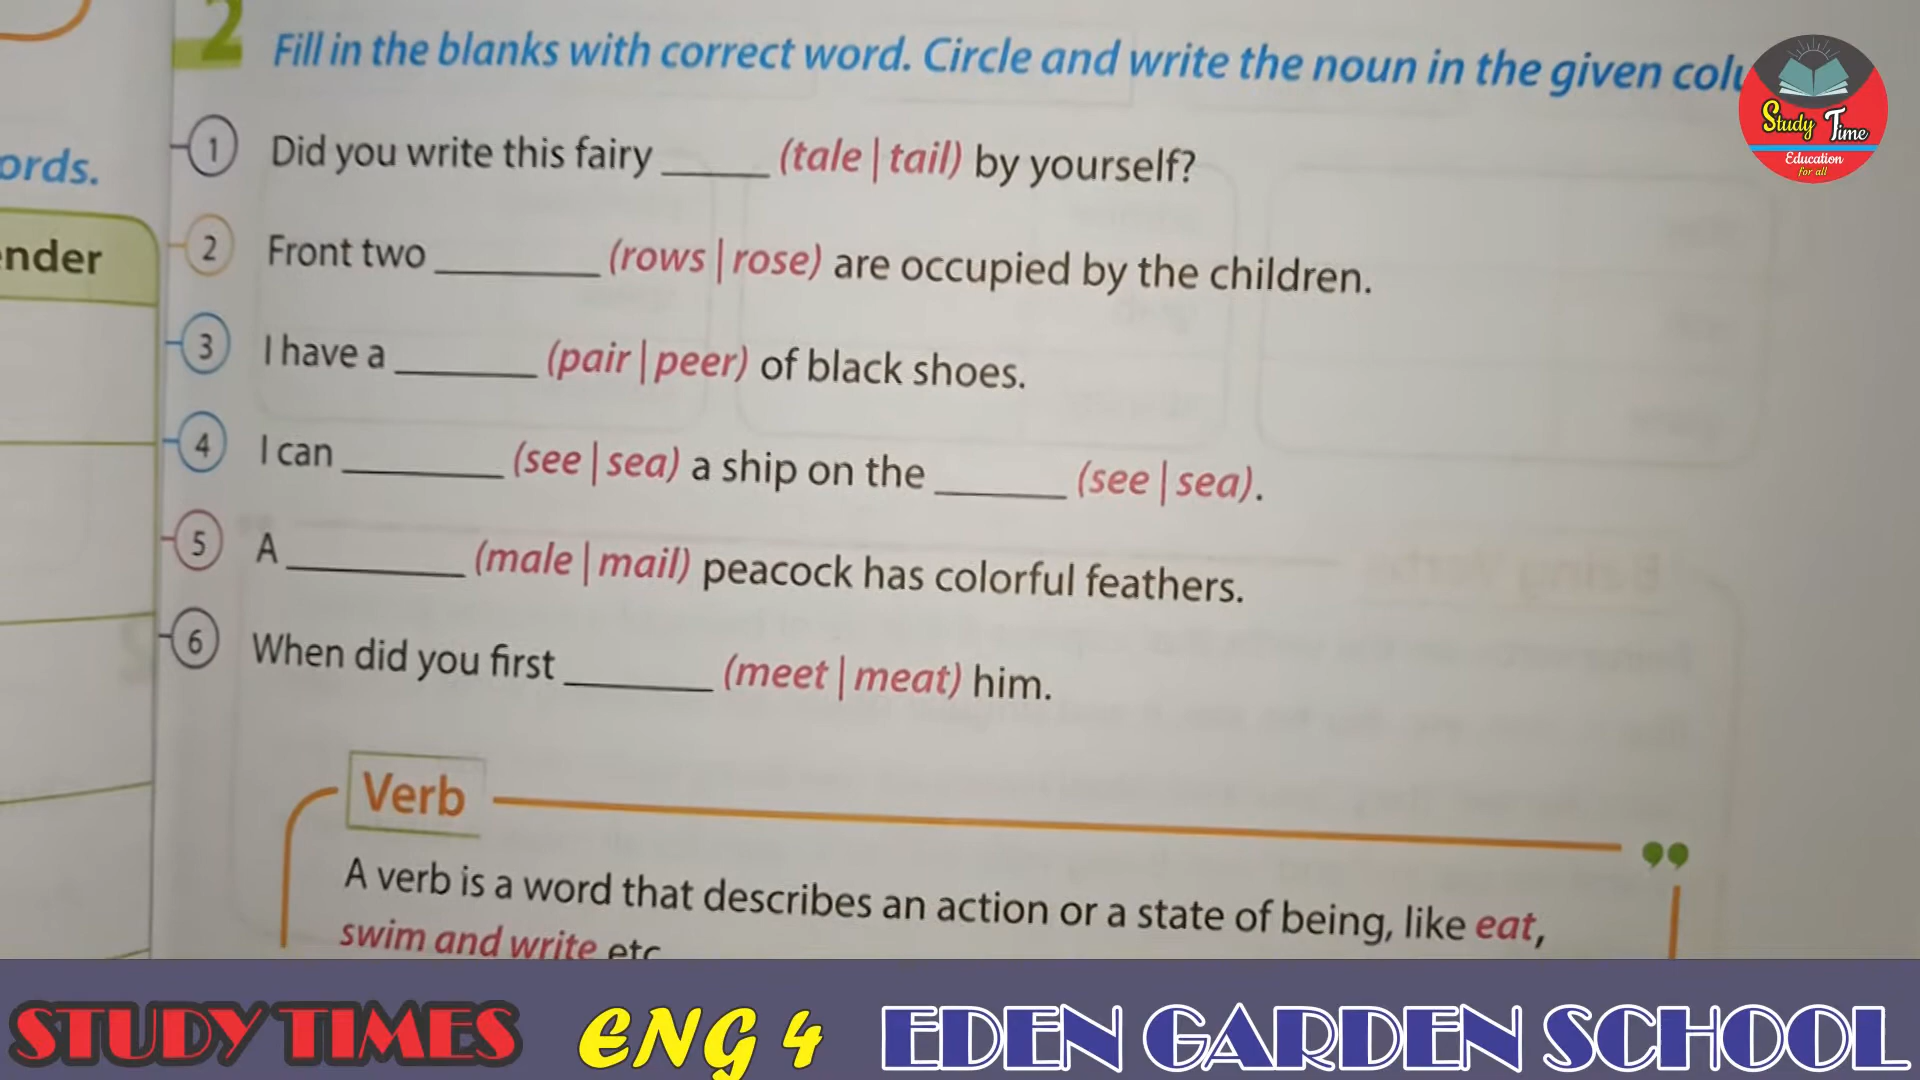 2
Fill in the blanks with correct word. Circle and write the noun in the given colu
1 Did you write this fairy _____ (tale | tail) by yourself?
2 Front two _______ (rows | rose) are occupied by the children.
3 I have a ______ (pair | peer) of black shoes.
4 I can _______ (see | sea) a ship on the ______ (see | sea).
5 A ________ (male | mail) peacock has colorful feathers.
6 When did you first ______ (meet | meat) him.
Verb
A verb is a word that describes an action or a state of being, like eat,
swim and write etc
ords.
nder
Study Time
Education
for all
STUDY TIMES ENG 4 EDEN GARDEN SCHOOL